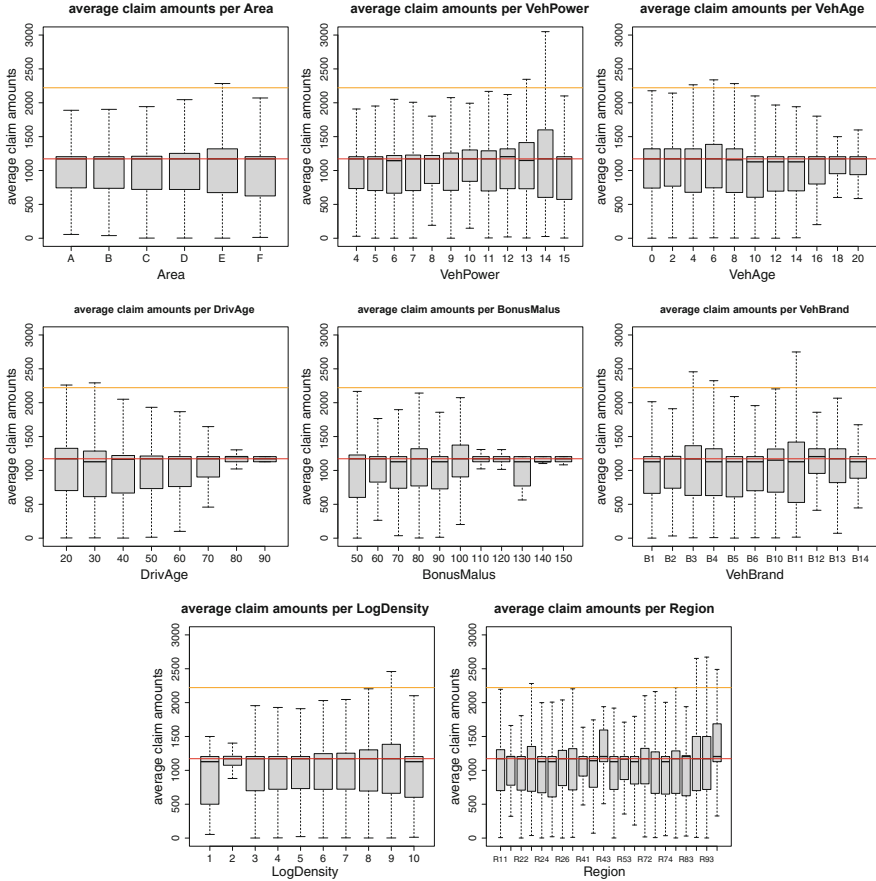 average claim amounts per Area
average claim amounts
0 500 1000 1500 2000 2500 3000
A B C D E F
Area
average claim amounts per VehPower
average claim amounts
0 500 1000 1500 2000 2500 3000
4 5 6 7 8 9 10 11 12 13 14 15
VehPower
average claim amounts per VehAge
average claim amounts
0 500 1000 1500 2000 2500 3000
0 2 4 6 8 10 12 14 16 18 20
VehAge
average claim amounts per DrivAge
average claim amounts
0 500 1000 1500 2000 2500 3000
20 30 40 50 60 70 80 90
DrivAge
average claim amounts per BonusMalus
average claim amounts
0 500 1000 1500 2000 2500 3000
50 60 70 80 90 100 110 120 130 140 150
BonusMalus
average claim amounts per VehBrand
average claim amounts
0 500 1000 1500 2000 2500 3000
B1 B2 B3 B4 B5 B6 B10 B11 B12 B13 B14
VehBrand
average claim amounts per LogDensity
average claim amounts
0 500 1000 1500 2000 2500 3000
1 2 3 4 5 6 7 8 9 10
LogDensity
average claim amounts per Region
average claim amounts
0 500 1000 1500 2000 2500 3000
R11 R22 R24 R26 R41 R43 R53 R72 R74 R83 R93
Region